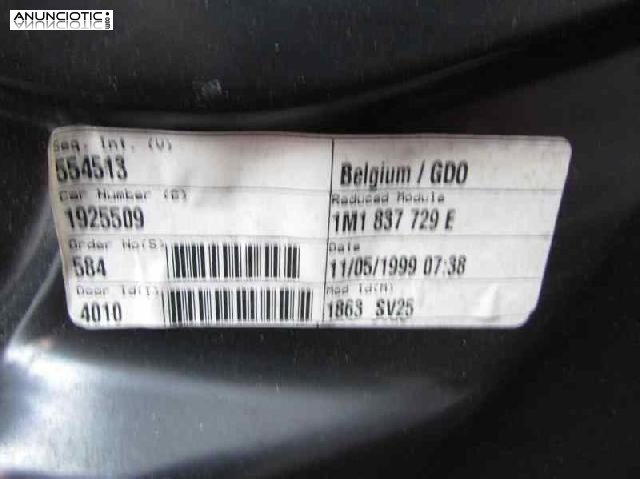 ANUNCIOTIC.com
Seq. Int. (V)
554513
Belgium / GDO
Car Number (B)
1925509
Reduced Module
1M1 837 729 E
Order No(S)
584
Date
11/05/1999 07:38
Door Id(I)
4010
Mod Id(M)
1863 SV25